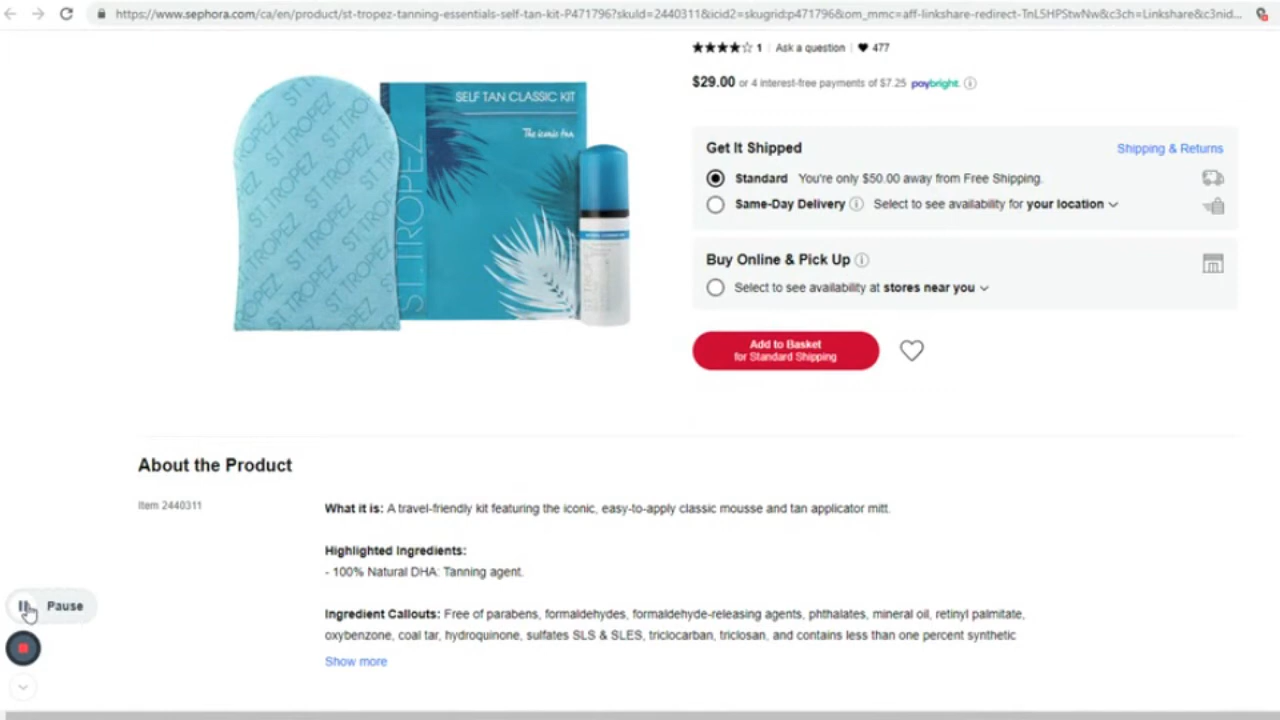 https://www.sephora.com/ca/en/product/st-tropez-tanning-essentials-self-tan-kit-P471796?skuId=2440311&icid2=skugrid:p471796&om_mmc=aff-linkshare-redirect-TnL5HPStwNw&c3ch=Linkshare&c3nid...
1 | Ask a question | 477
$29.00 or 4 interest-free payments of $7.25 paybright
SELF TAN CLASSIC KIT
The iconic tan
ST.TROPEZ
ST TROPEZ
Get It Shipped
Shipping & Returns
Standard You're only $50.00 away from Free Shipping.
Same-Day Delivery Select to see availability for your location
Buy Online & Pick Up
Select to see availability at stores near you
Add to Basket
for Standard Shipping
About the Product
Item 2440311
What it is: A travel-friendly kit featuring the iconic, easy-to-apply classic mousse and tan applicator mitt.
Highlighted Ingredients:
- 100% Natural DHA: Tanning agent.
Pause
Ingredient Callouts: Free of parabens, formaldehydes, formaldehyde-releasing agents, phthalates, mineral oil, retinyl palmitate,
oxybenzone, coal tar, hydroquinone, sulfates SLS & SLES, triclocarban, triclosan, and contains less than one percent synthetic
Show more